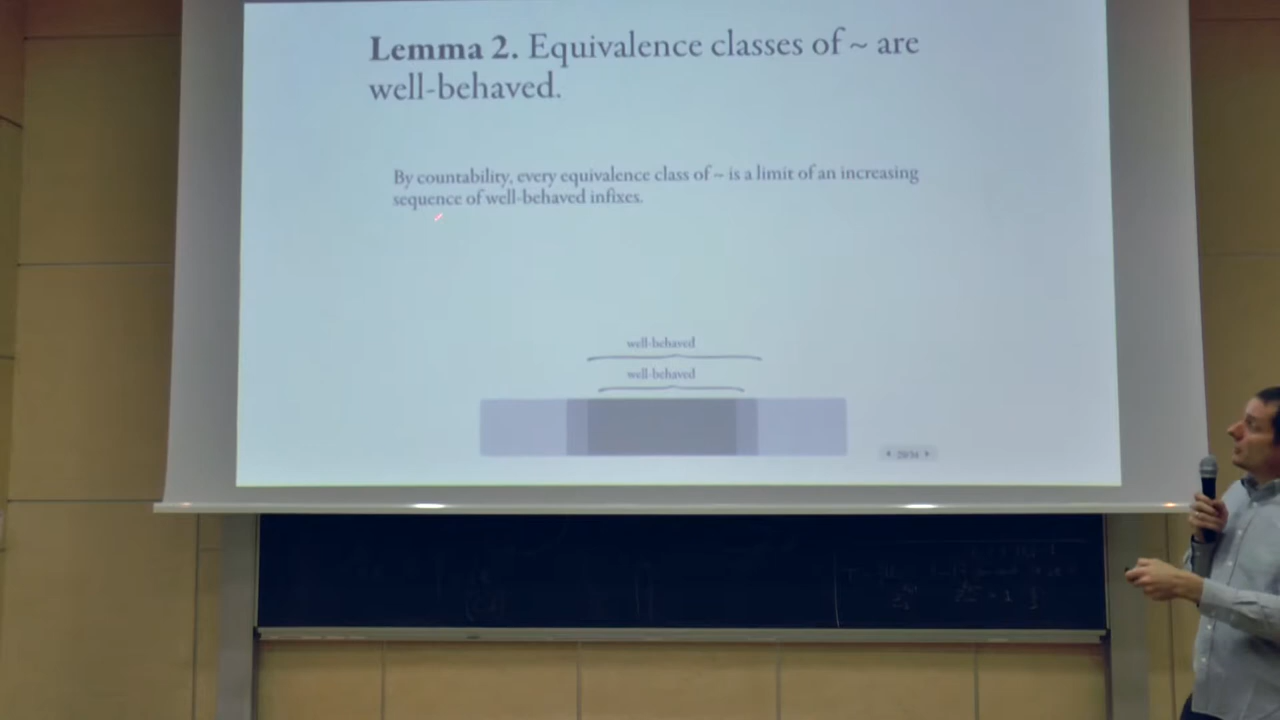 Lemma 2. Equivalence classes of ~ are
well-behaved.
By countability, every equivalence class of ~ is a limit of an increasing
sequence of well-behaved infixes.
well-behaved
well-behaved